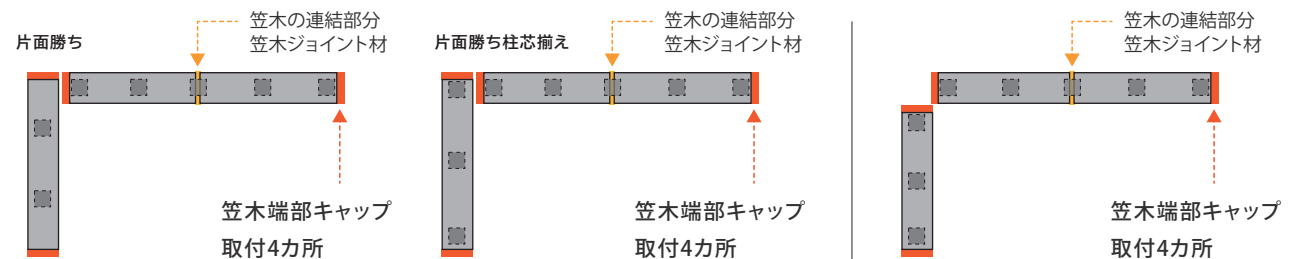 片面勝ち
笠木の連結部分
笠木ジョイント材
笠木端部キャップ
取付4カ所
片面勝ち柱芯揃え
笠木の連結部分
笠木ジョイント材
笠木端部キャップ
取付4カ所
笠木の連結部分
笠木ジョイント材
笠木端部キャップ
取付4カ所